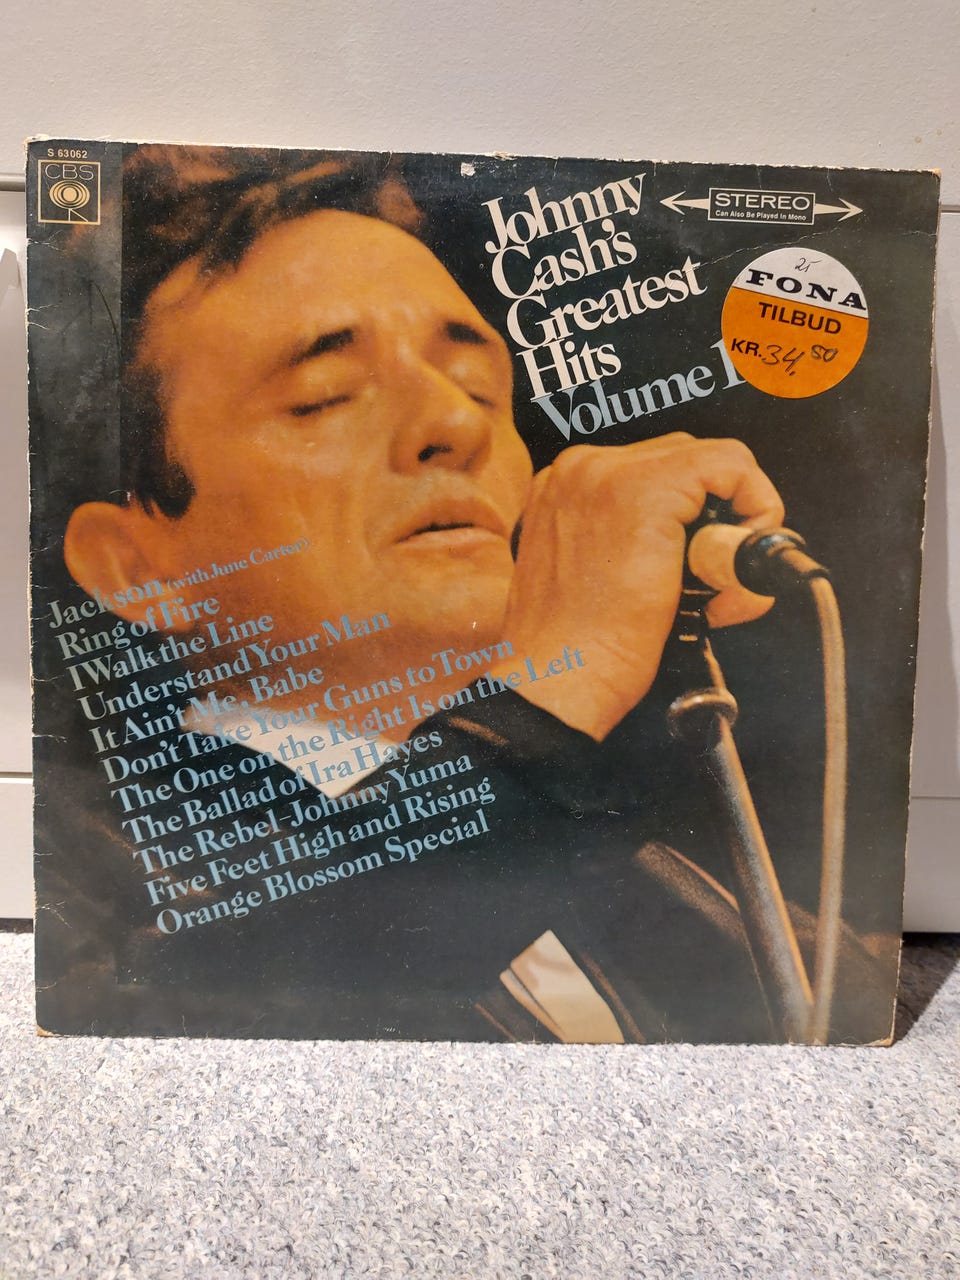 S 63062
CBS
Johnny
Cash's
Greatest
Hits
Volume
STEREO
Can Also Be Played in Mono
25
FONA
TILBUD
KR. 34,50
Jackson (with June Carter)
Ring of Fire
I Walk the Line
Understand Your Man
It Ain't Me, Babe
Don't Take Your Guns to Town
The One on the Right Is on the Left
The Ballad of Ira Hayes
The Rebel-Johnny Yuma
Five Feet High and Rising
Orange Blossom Special